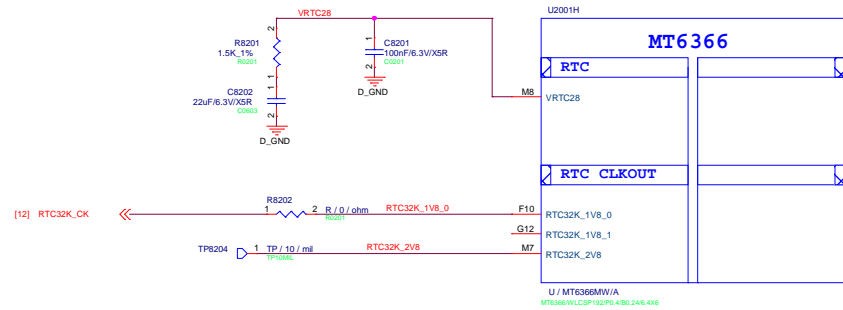 U2001H
VRTC28
MT6366
2
R8201
1.5K_1%
R0201
1
1
C8201
100nF/6.3V/X5R
C0201
2
D_GND
RTC
1
C8202
22uF/6.3V/X5R
C0603
2
D_GND
M8
VRTC28
RTC CLKOUT
R8202
[12] RTC32K_CK
1
2
R / 0 / ohm
R0201
RTC32K_1V8_0
F10
RTC32K_1V8_0
G12
RTC32K_1V8_1
TP8204
1
TP / 10 / mil
TP10MIL
RTC32K_2V8
M7
RTC32K_2V8
U / MT6366MW/A
MT6366/WLCSP192/P0.4/B0.24/6.4X6